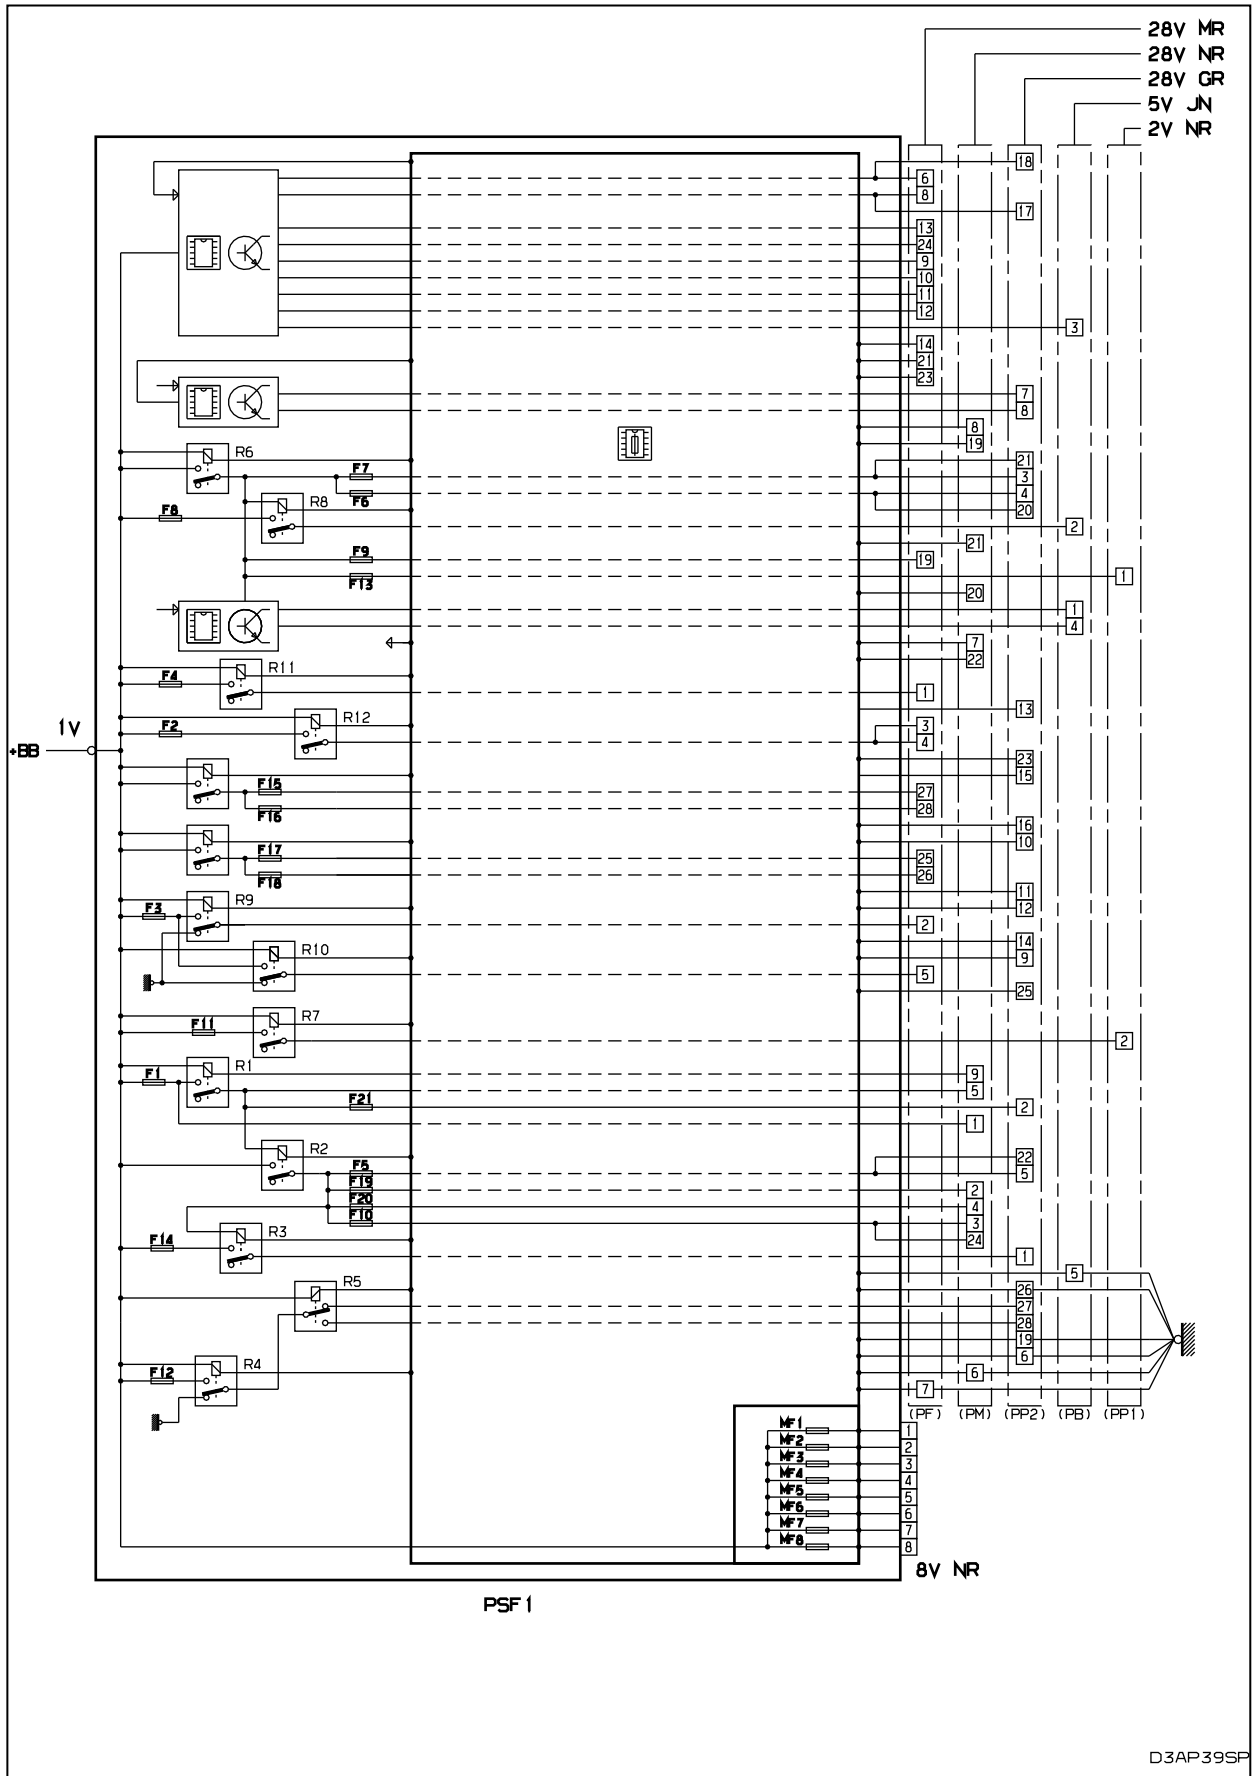 28V MR
28V NR
28V GR
5V JN
2V NR
18
6
8
17
13
24
9
10
11
12
3
14
21
23
7
8
8
19
R6
21
F7
3
4
F6
R8
20
F8
2
21
F9
19
F13
1
20
1
4
7
22
R11
F4
1
13
R12
3
1V
F2
4
+BB
23
15
F15
27
F16
28
16
10
F17
25
F18
26
11
R9
F3
12
2
14
R10
9
5
25
R7
F11
2
R1
F1
9
5
F21
2
1
R2
22
F5
5
F19
2
F20
4
F10
3
R3
F14
24
1
5
R5
26
27
28
19
6
R4
F12
6
7
(PF) (PM) (PP2) (PB) (PP1)
MF1 1
MF2 2
MF3 3
MF4 4
MF5 5
MF6 6
MF7 7
MF8 8
8V NR
PSF1
D3AP39SP